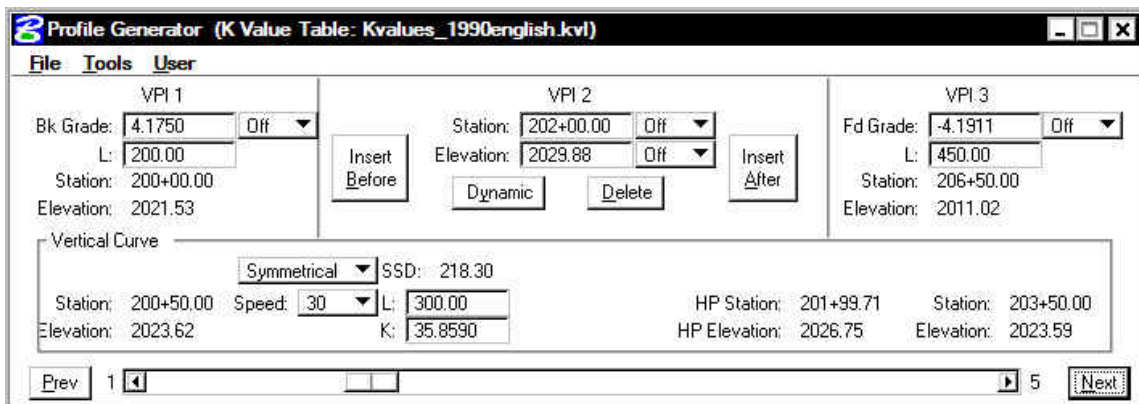 Profile Generator (K Value Table: Kvalues_1990english.kvl)
File Tools User
VPI 1
Bk Grade: 4.1750 Off
L: 200.00
Station: 200+00.00
Elevation: 2021.53
Insert Before
VPI 2
Station: 202+00.00 Off
Elevation: 2029.88 Off
Dynamic Delete
Insert After
VPI 3
Fd Grade: -4.1911 Off
L: 450.00
Station: 206+50.00
Elevation: 2011.02
Vertical Curve
Symmetrical SSD: 218.30
Station: 200+50.00 Speed: 30 L: 300.00 HP Station: 201+99.71 Station: 203+50.00
Elevation: 2023.62 K: 35.8590 HP Elevation: 2026.75 Elevation: 2023.59
Prev 1 5 Next